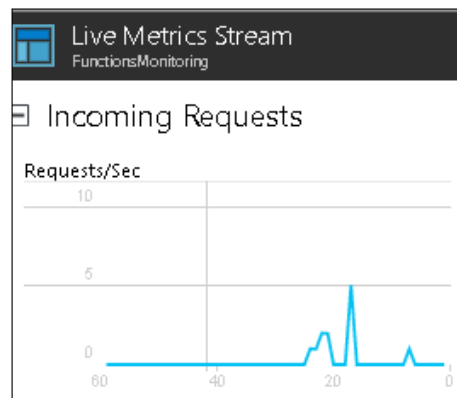 Live Metrics Stream
FunctionsMonitoring
Incoming Requests
Requests/Sec
10
5
0
60 40 20 0